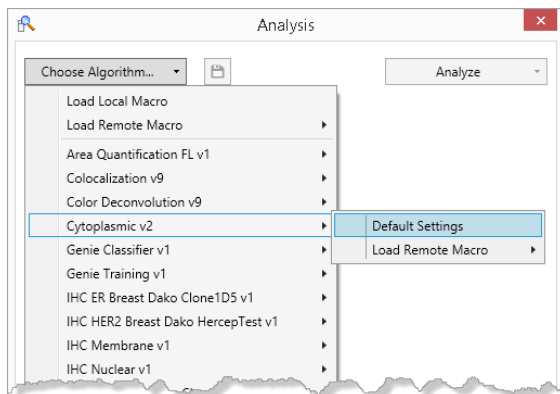 Analysis
Choose Algorithm...
Analyze
Load Local Macro
Load Remote Macro
Area Quantification FL v1
Colocalization v9
Color Deconvolution v9
Cytoplasmic v2
Default Settings
Genie Classifier v1
Load Remote Macro
Genie Training v1
IHC ER Breast Dako Clone1D5 v1
IHC HER2 Breast Dako HercepTest v1
IHC Membrane v1
IHC Nuclear v1